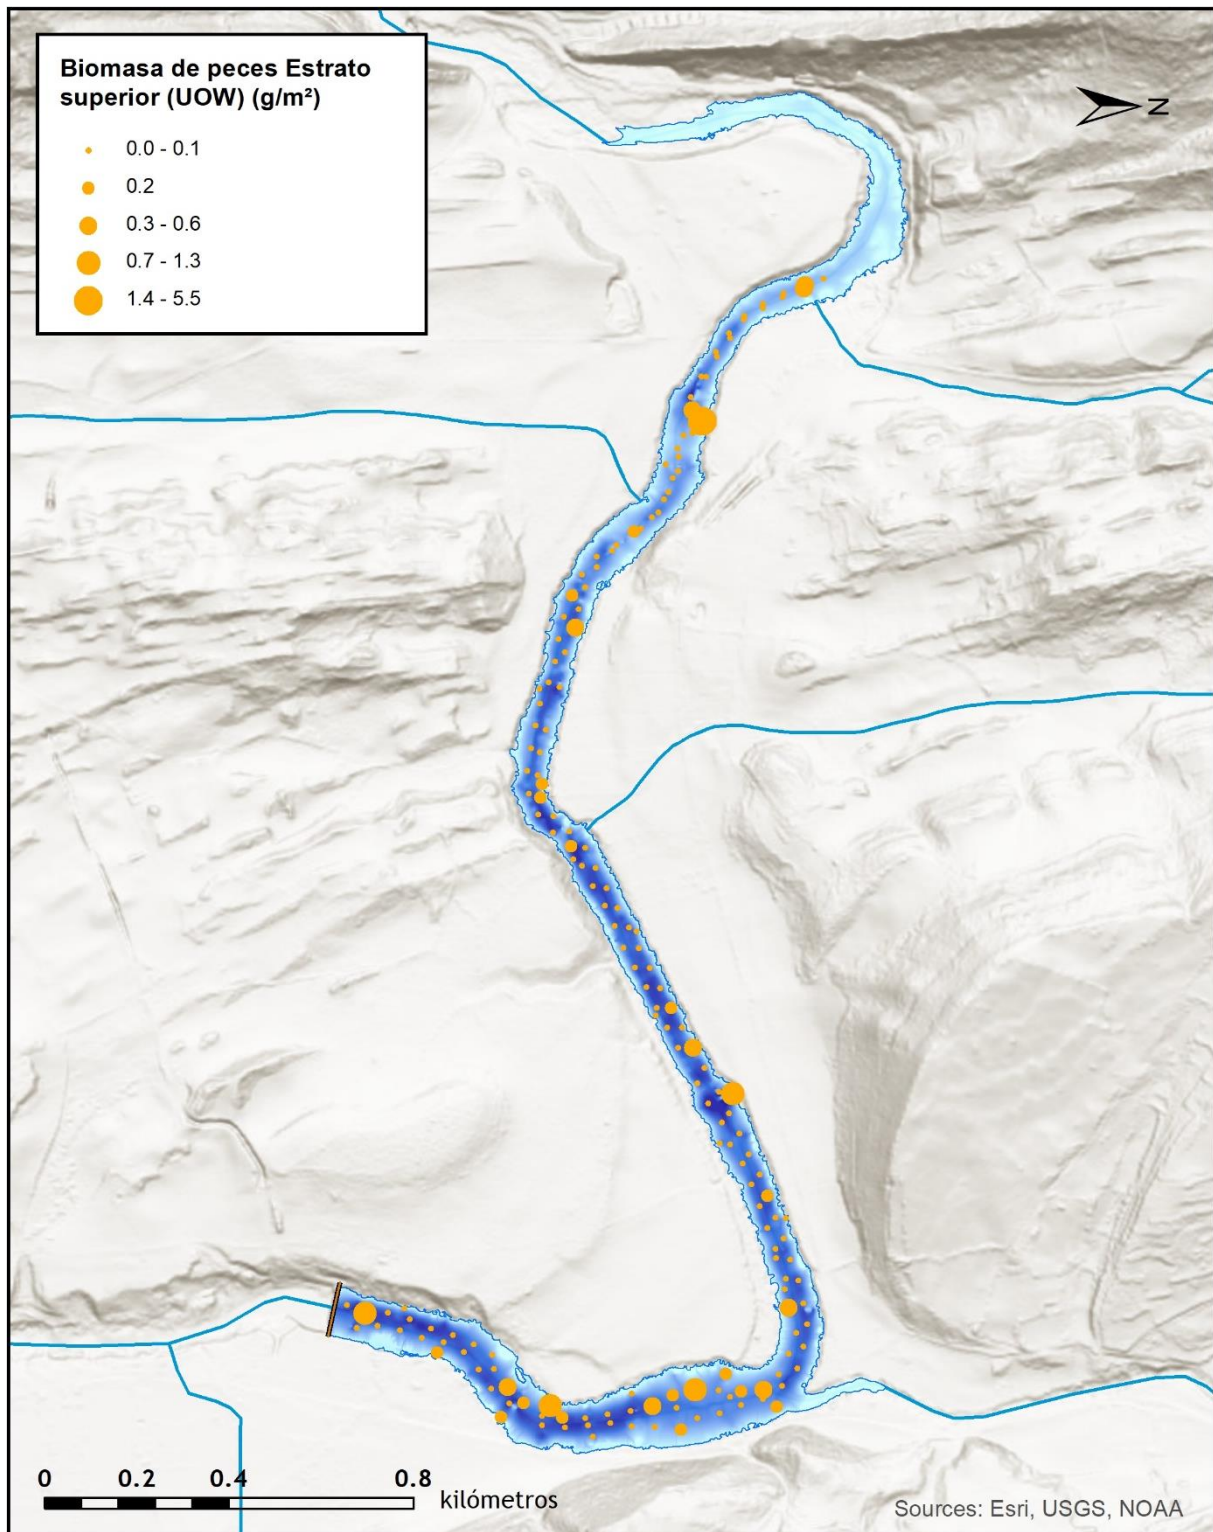 Biomasa de peces Estrato
superior (UOW) (g/m²)
0.0 - 0.1
0.2
0.3 - 0.6
0.7 - 1.3
1.4 - 5.5
N
0 0.2 0.4 0.8
kilómetros
Sources: Esri, USGS, NOAA